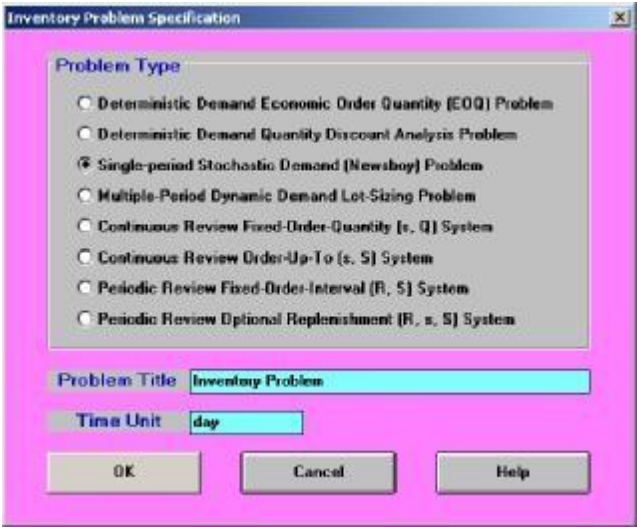 Inventory Problem Specification
Problem Type
Deterministic Demand Economic Order Quantity (EOQ) Problem
Deterministic Demand Quantity Discount Analysis Problem
Single-period Stochastic Demand (Newsboy) Problem
Multiple-Period Dynamic Demand Lot-Sizing Problem
Continuous Review Fixed-Order-Quantity (s, Q) System
Continuous Review Order-Up-To (s, S) System
Periodic Review Fixed-Order-Interval (R, S) System
Periodic Review Optional Replenishment (R, s, S) System
Problem Title Inventory Problem
Time Unit day
OK Cancel Help